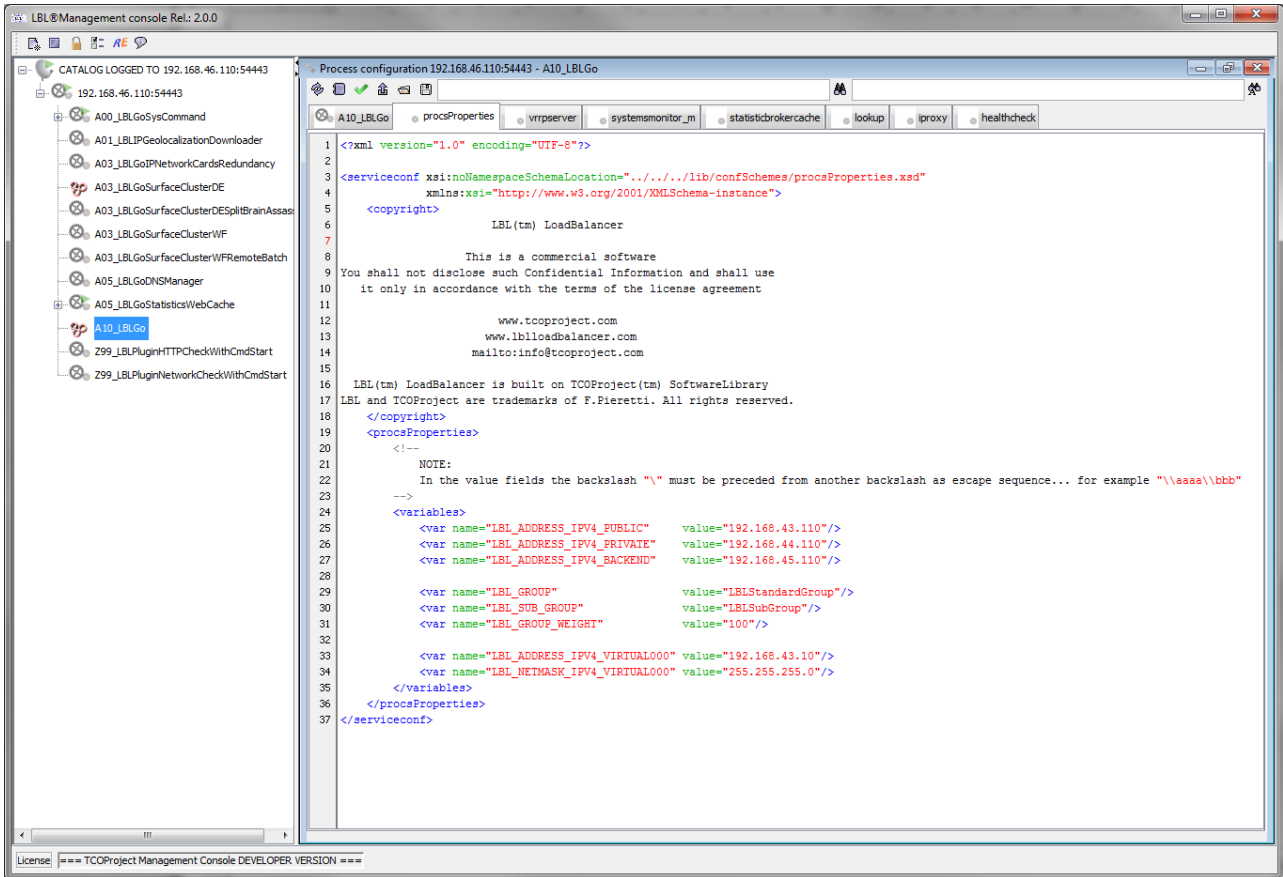 LBL®Management console Rel.: 2.0.0
RE
CATALOG LOGGED TO 192.168.46.110:54443
192.168.46.110:54443
A00_LBLGoSysCommand
A01_LBLIPGeolocalizationDownloader
A03_LBLGoIPNetworkCardsRedundancy
A03_LBLGoSurfaceClusterDE
A03_LBLGoSurfaceClusterDESplitBrainAssas
A03_LBLGoSurfaceClusterWF
A03_LBLGoSurfaceClusterWFRemoteBatch
A05_LBLGoDNSManager
A05_LBLGoStatisticsWebCache
A10_LBLGo
Z99_LBLPluginHTTPCheckWithCmdStart
Z99_LBLPluginNetworkCheckWithCmdStart
Process configuration 192.168.46.110:54443 - A10_LBLGo
A10_LBLGo procsProperties vrrpserver systemsmonitor_m statisticbrokercache lookup iproxy healthcheck
1 <?xml version="1.0" encoding="UTF-8"?>
2
3 <serviceconf xsi:noNamespaceSchemaLocation="../../../lib/confSchemes/procsProperties.xsd"
4 xmlns:xsi="http://www.w3.org/2001/XMLSchema-instance">
5 <copyright>
6 LBL(tm) LoadBalancer
7
8 This is a commercial software
9 You shall not disclose such Confidential Information and shall use
10 it only in accordance with the terms of the license agreement
11
12 www.tcoproject.com
13 www.lblloadbalancer.com
14 mailto:info@tcoproject.com
15
16 LBL(tm) LoadBalancer is built on TCOProject(tm) SoftwareLibrary
17 LBL and TCOProject are trademarks of F.Pieretti. All rights reserved.
18 </copyright>
19 <procsProperties>
20 <!--
21 NOTE:
22 In the value fields the backslash "\" must be preceded from another backslash as escape sequence... for example "\\aaaa\\bbb"
23 -->
24 <variables>
25 <var name="LBL_ADDRESS_IPV4_PUBLIC" value="192.168.43.110"/>
26 <var name="LBL_ADDRESS_IPV4_PRIVATE" value="192.168.44.110"/>
27 <var name="LBL_ADDRESS_IPV4_BACKEND" value="192.168.45.110"/>
28
29 <var name="LBL_GROUP" value="LBLStandardGroup"/>
30 <var name="LBL_SUB_GROUP" value="LBLSubGroup"/>
31 <var name="LBL_GROUP_WEIGHT" value="100"/>
32
33 <var name="LBL_ADDRESS_IPV4_VIRTUAL000" value="192.168.43.10"/>
34 <var name="LBL_NETMASK_IPV4_VIRTUAL000" value="255.255.255.0"/>
35 </variables>
36 </procsProperties>
37 </serviceconf>
License === TCOProject Management Console DEVELOPER VERSION ===